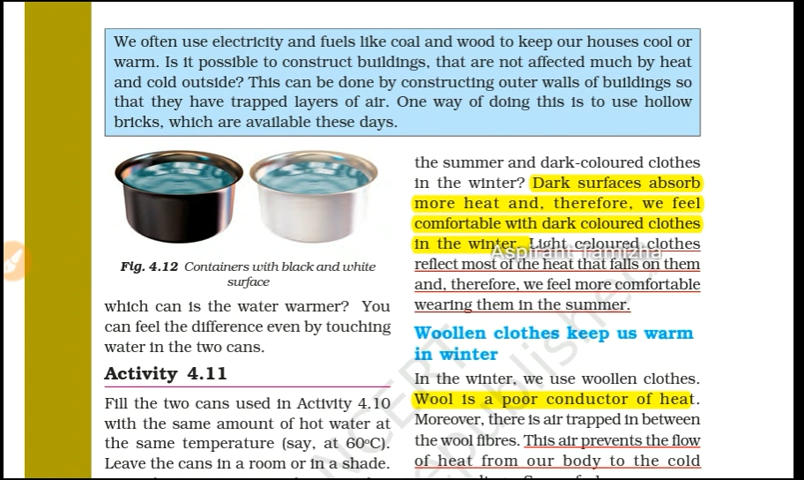 We often use electricity and fuels like coal and wood to keep our houses cool or
warm. Is it possible to construct buildings, that are not affected much by heat
and cold outside? This can be done by constructing outer walls of buildings so
that they have trapped layers of air. One way of doing this is to use hollow
bricks, which are available these days.
Fig. 4.12 Containers with black and white
surface
which can is the water warmer? You
can feel the difference even by touching
water in the two cans.
Activity 4.11
Fill the two cans used in Activity 4.10
with the same amount of hot water at
the same temperature (say, at 60°C).
Leave the cans in a room or in a shade.
the summer and dark-coloured clothes
in the winter? Dark surfaces absorb
more heat and, therefore, we feel
comfortable with dark coloured clothes
in the winter. Light coloured clothes
reflect most of the heat that falls on them
and, therefore, we feel more comfortable
wearing them in the summer.
Woollen clothes keep us warm
in winter
In the winter, we use woollen clothes.
Wool is a poor conductor of heat.
Moreover, there is air trapped in between
the wool fibres. This air prevents the flow
of heat from our body to the cold
Aspirant Tamizha
NCERT
republished